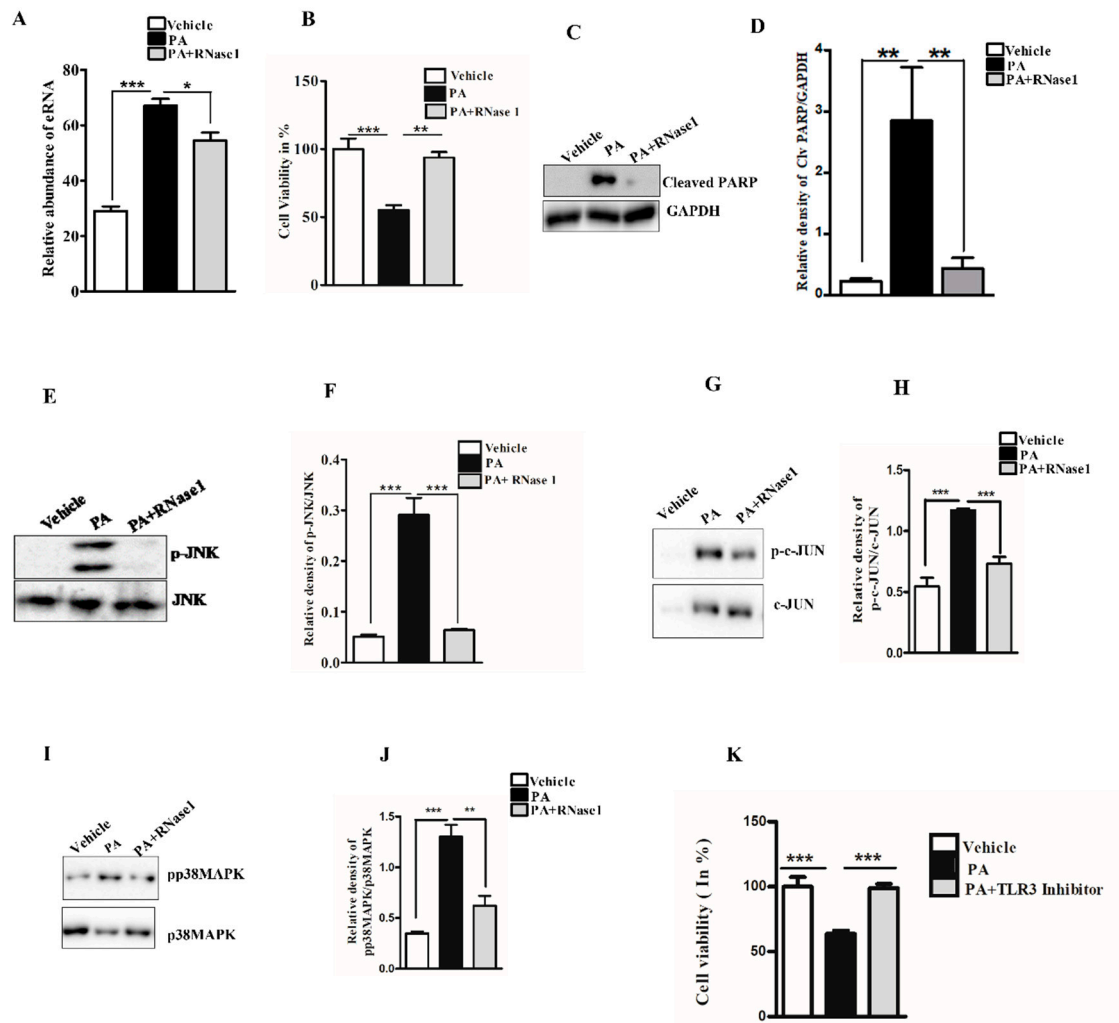 A
Vehicle
PA
PA+RNase1
Relative abundance of eRNA
80
60
40
20
0
***
*
B
Vehicle
PA
PA+RNase 1
Cell Viability in %
150
100
50
0
***
**
C
Vehicle
PA
PA+RNase1
Cleaved PARP
GAPDH
D
Vehicle
PA
PA+RNase1
Relative density of Clv PARP/GAPDH
4
3
2
1
0
**
**
E
Vehicle
PA
PA+RNase1
p-JNK
JNK
F
Vehicle
PA
PA+ RNase 1
Relative density of p-JNK/JNK
0.4
0.3
0.2
0.1
0.0
***
***
G
Vehicle
PA
PA+RNase1
p-c-JUN
c-JUN
H
Vehicle
PA
PA+RNase1
Relative density of
p-c-JUN/c-JUN
1.5
1.0
0.5
0.0
***
***
I
Vehicle
PA
PA+RNase1
pp38MAPK
p38MAPK
J
Vehicle
PA
PA+RNase1
Relative density of
pp38MAPK/p38MAPK
1.5
1.0
0.5
0.0
***
**
K
Vehicle
PA
PA+TLR3 Inhibitor
Cell viability ( In %)
150
100
50
0
***
***